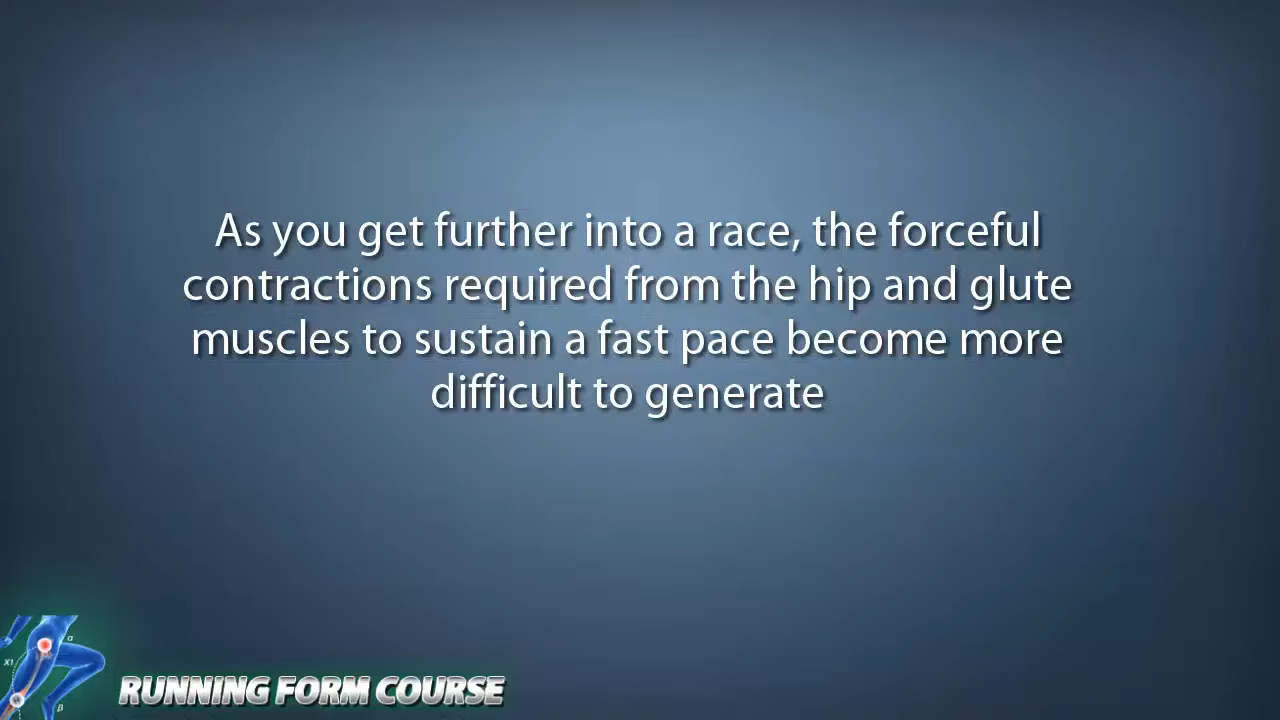 As you get further into a race, the forceful
contractions required from the hip and glute
muscles to sustain a fast pace become more
difficult to generate
α
X1
β
RUNNING FORM COURSE